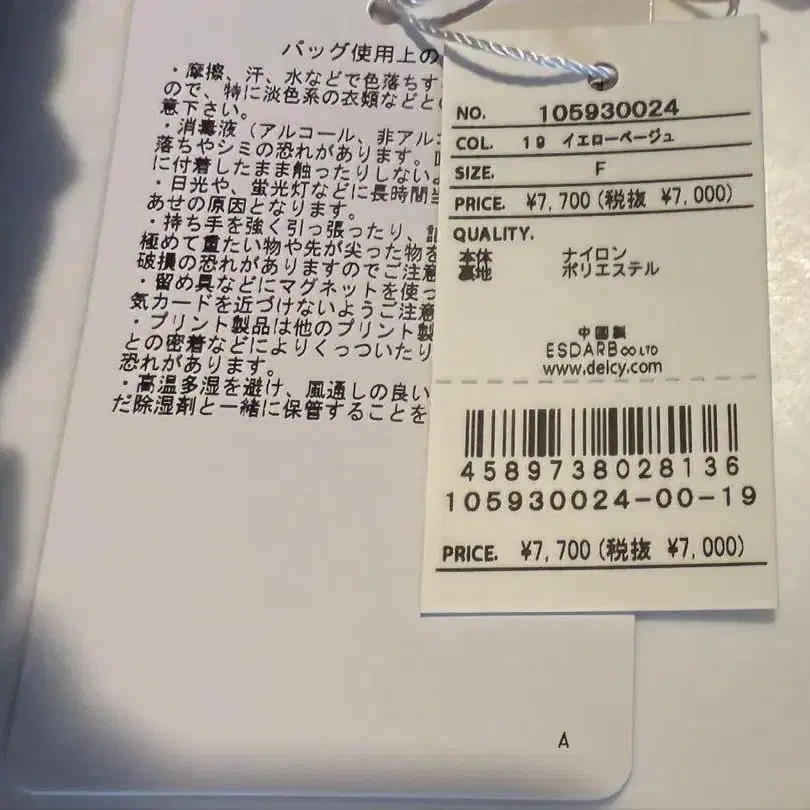 バッグ使用上の
・摩擦、汗、水などで色落ちす
ので、特に淡色系の衣類などとの
意下さい。
・消毒液（アルコール、非アルコ
落ちやシミの恐れがあります。
に付着したまま触ったりしない
・日光や、蛍光灯などに長時間当
あせの原因となります。
・持ち手を強く引っ張ったり、
極めて重たい物や先が尖った物を
破損の恐れがありますのでご注意
・留め具などにマグネットを使っ
気カードを近づけないようご注意
・プリント製品は他のプリント製
との密着などによりくっついたり
恐れがあります。
・高温多湿を避け、風通しの良い
だ除湿剤と一緒に保管することを
A
NO. 105930024
COL. 19 イエローベージュ
SIZE. F
PRICE. ¥7,700(税抜 ¥7,000)
QUALITY.
本体 ナイロン
裏地 ポリエステル
中国製
ESDARB CO LTD
www.delcy.com
4589738028136
105930024-00-19
PRICE. ¥7,700(税抜 ¥7,000)